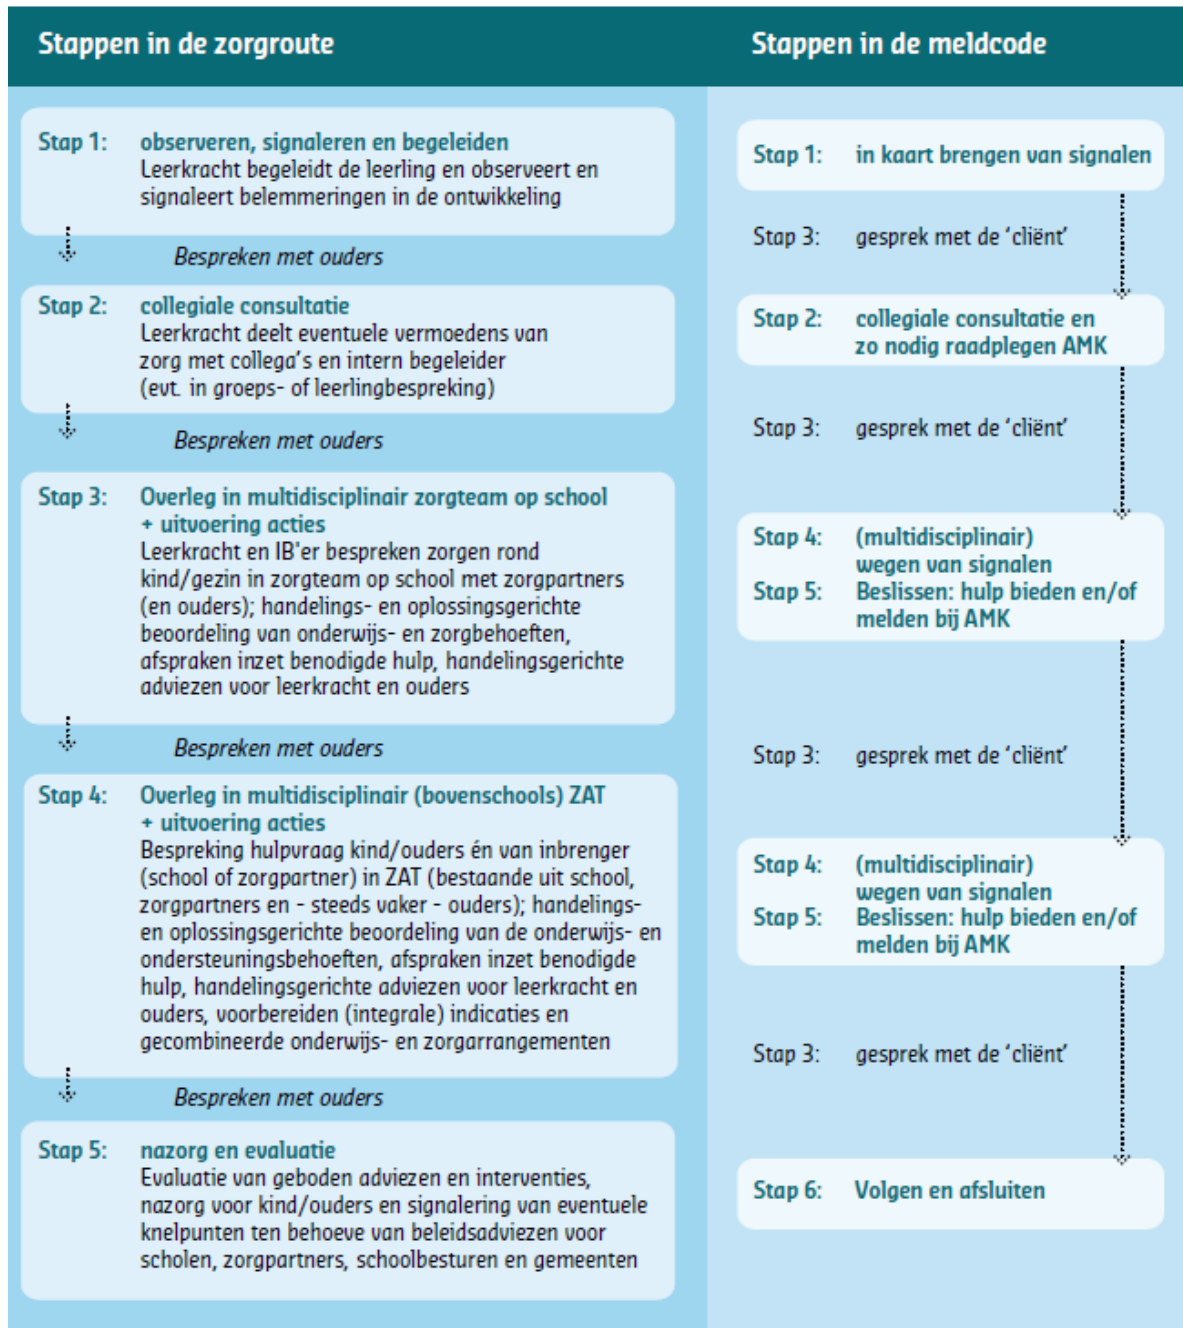 Stappen in de zorgroute
Stap 1: observeren, signaleren en begeleiden
Leerkracht begeleidt de leerling en observeert en
signaleert belemmeringen in de ontwikkeling
Bespreken met ouders
Stap 2: collegiale consultatie
Leerkracht deelt eventuele vermoedens van
zorg met collega's en intern begeleider
(evt. in groeps- of leerlingbespreking)
Bespreken met ouders
Stap 3: Overleg in multidisciplinair zorgteam op school
+ uitvoering acties
Leerkracht en IB'er bespreken zorgen rond
kind/gezin in zorgteam op school met zorgpartners
(en ouders); handelings- en oplossingsgerichte
beoordeling van onderwijs- en zorgbehoeften,
afspraken inzet benodigde hulp, handelingsgerichte
adviezen voor leerkracht en ouders
Bespreken met ouders
Stap 4: Overleg in multidisciplinair (bovenschools) ZAT
+ uitvoering acties
Bespreking hulpvraag kind/ouders én van inbrenger
(school of zorgpartner) in ZAT (bestaande uit school,
zorgpartners en - steeds vaker - ouders); handelings-
en oplossingsgerichte beoordeling van de onderwijs- en
ondersteuningsbehoeften, afspraken inzet benodigde
hulp, handelingsgerichte adviezen voor leerkracht en
ouders, voorbereiden (integrale) indicaties en
gecombineerde onderwijs- en zorgarrangementen
Bespreken met ouders
Stap 5: nazorg en evaluatie
Evaluatie van geboden adviezen en interventies,
nazorg voor kind/ouders en signalering van eventuele
knelpunten ten behoeve van beleidsadviezen voor
scholen, zorgpartners, schoolbesturen en gemeenten
Stappen in de meldcode
Stap 1: in kaart brengen van signalen
Stap 3: gesprek met de 'cliënt'
Stap 2: collegiale consultatie en
zo nodig raadplegen AMK
Stap 3: gesprek met de 'cliënt'
Stap 4: (multidisciplinair)
wegen van signalen
Stap 5: Beslissen: hulp bieden en/of
melden bij AMK
Stap 3: gesprek met de 'cliënt'
Stap 4: (multidisciplinair)
wegen van signalen
Stap 5: Beslissen: hulp bieden en/of
melden bij AMK
Stap 3: gesprek met de 'cliënt'
Stap 6: Volgen en afsluiten